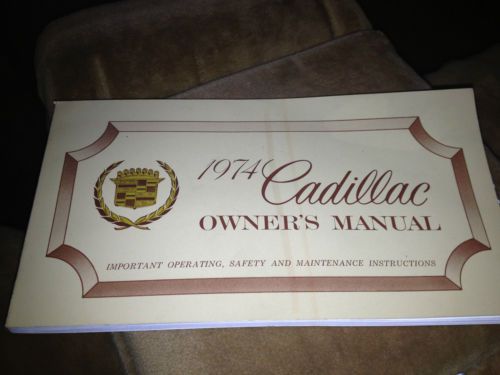 1974 Cadillac
OWNER'S MANUAL
IMPORTANT OPERATING, SAFETY AND MAINTENANCE INSTRUCTIONS